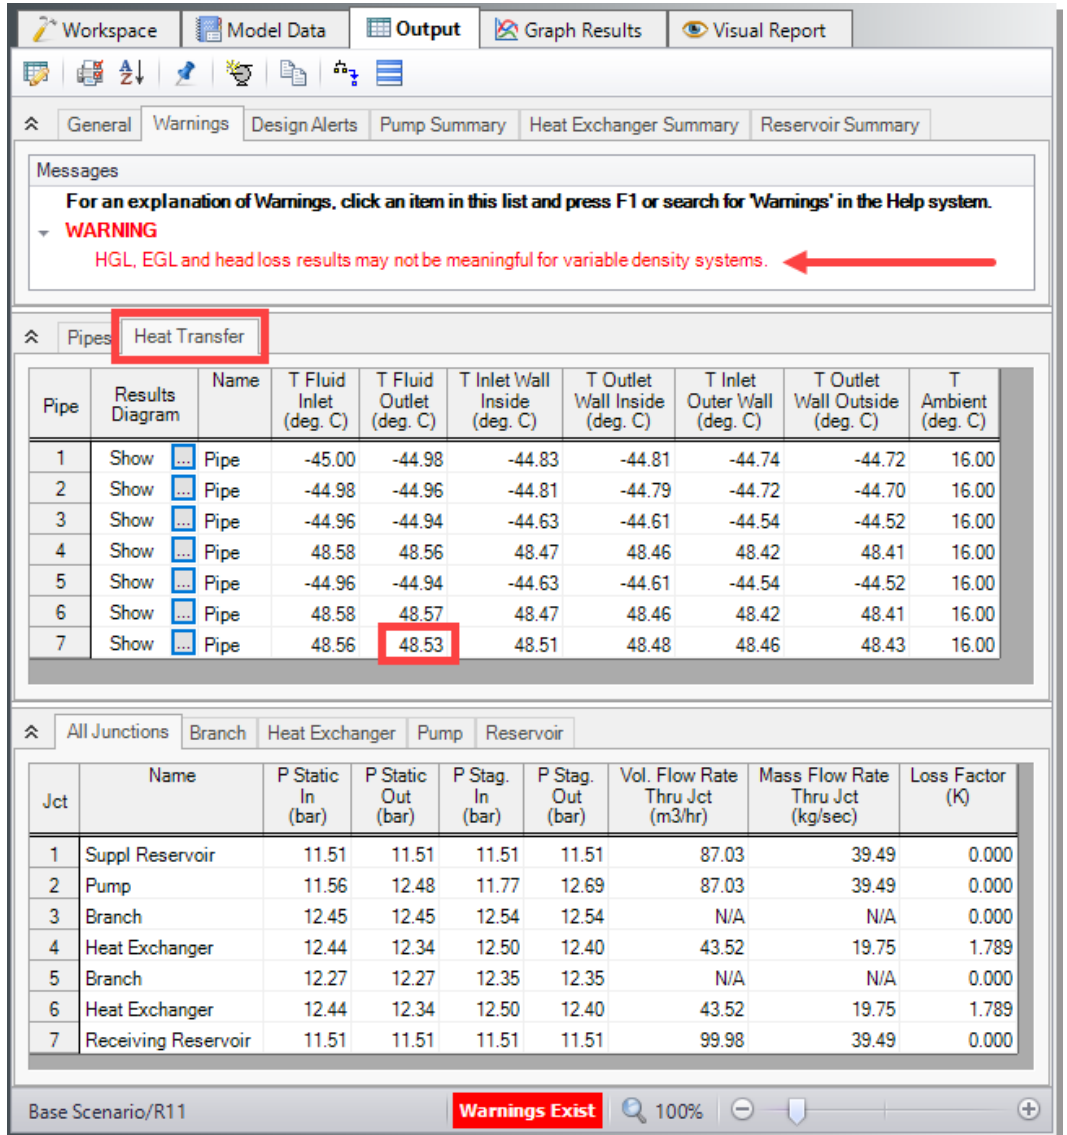 Workspace Model Data Output Graph Results Visual Report
General Warnings Design Alerts Pump Summary Heat Exchanger Summary Reservoir Summary
Messages
For an explanation of Warnings, click an item in this list and press F1 or search for 'Warnings' in the Help system.
WARNING
HGL, EGL and head loss results may not be meaningful for variable density systems.
Pipes Heat Transfer
Pipe Results Diagram Name T Fluid Inlet (deg. C) T Fluid Outlet (deg. C) T Inlet Wall Inside (deg. C) T Outlet Wall Inside (deg. C) T Inlet Outer Wall (deg. C) T Outlet Wall Outside (deg. C) T Ambient (deg. C)
1 Show ... Pipe -45.00 -44.98 -44.83 -44.81 -44.74 -44.72 16.00
2 Show ... Pipe -44.98 -44.96 -44.81 -44.79 -44.72 -44.70 16.00
3 Show ... Pipe -44.96 -44.94 -44.63 -44.61 -44.54 -44.52 16.00
4 Show ... Pipe 48.58 48.56 48.47 48.46 48.42 48.41 16.00
5 Show ... Pipe -44.96 -44.94 -44.63 -44.61 -44.54 -44.52 16.00
6 Show ... Pipe 48.58 48.57 48.47 48.46 48.42 48.41 16.00
7 Show ... Pipe 48.56 48.53 48.51 48.48 48.46 48.43 16.00
All Junctions Branch Heat Exchanger Pump Reservoir
Jct Name P Static In (bar) P Static Out (bar) P Stag. In (bar) P Stag. Out (bar) Vol. Flow Rate Thru Jct (m3/hr) Mass Flow Rate Thru Jct (kg/sec) Loss Factor (K)
1 Suppl Reservoir 11.51 11.51 11.51 11.51 87.03 39.49 0.000
2 Pump 11.56 12.48 11.77 12.69 87.03 39.49 0.000
3 Branch 12.45 12.45 12.54 12.54 N/A N/A 0.000
4 Heat Exchanger 12.44 12.34 12.50 12.40 43.52 19.75 1.789
5 Branch 12.27 12.27 12.35 12.35 N/A N/A 0.000
6 Heat Exchanger 12.44 12.34 12.50 12.40 43.52 19.75 1.789
7 Receiving Reservoir 11.51 11.51 11.51 11.51 99.98 39.49 0.000
Base Scenario/R11 Warnings Exist 100%